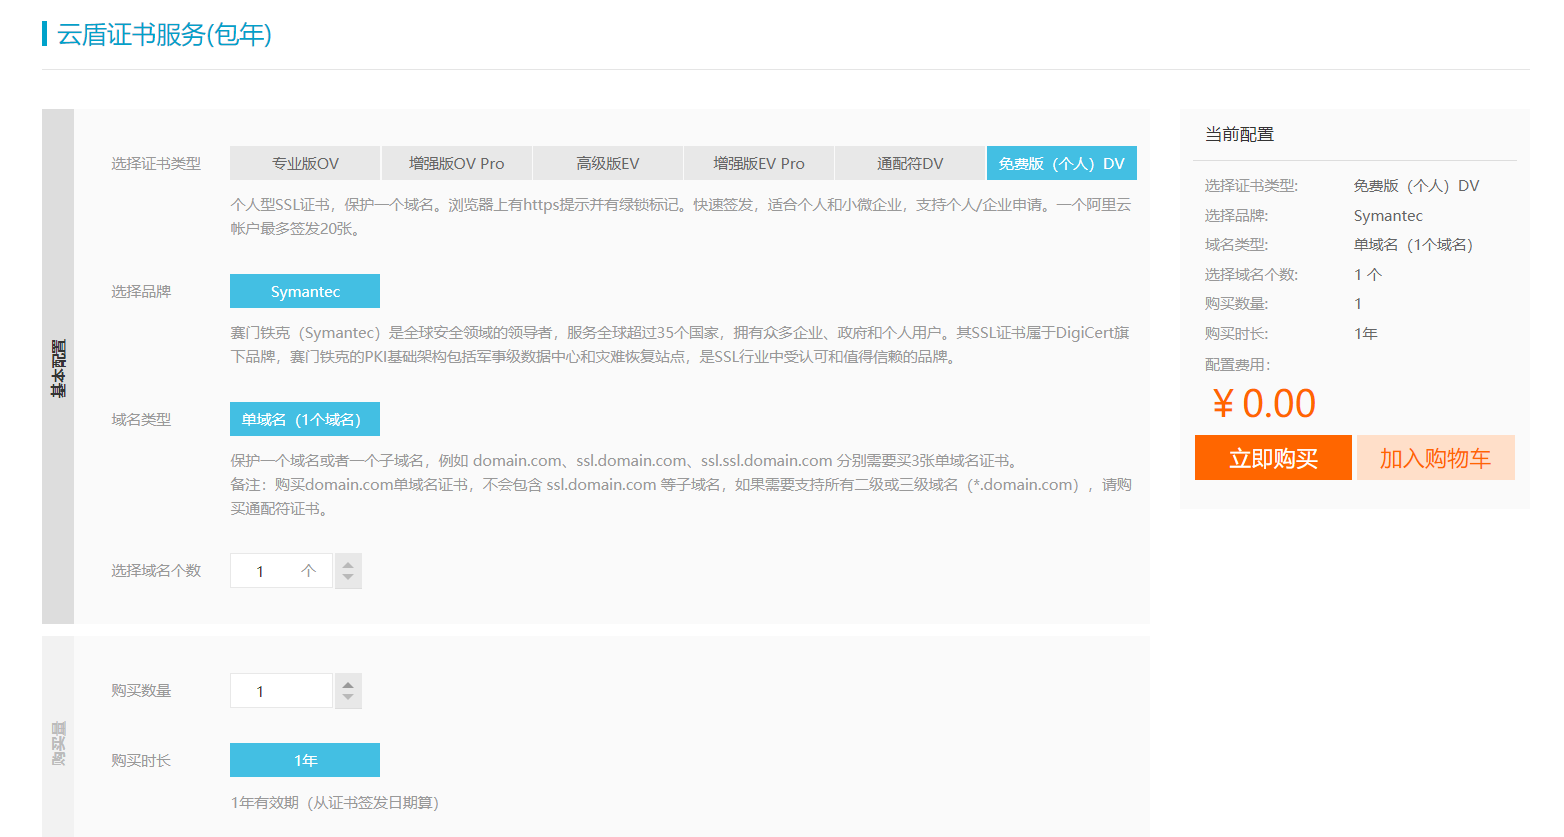 云盾证书服务(包年)
基本配置
选择证书类型
专业版OV
增强版OV Pro
高级版EV
增强版EV Pro
通配符DV
免费版（个人）DV
个人型SSL证书，保护一个域名。浏览器上有https提示并有绿锁标记。快速签发，适合个人和小微企业，支持个人/企业申请。一个阿里云
帐户最多签发20张。
选择品牌
Symantec
赛门铁克（Symantec）是全球安全领域的领导者，服务全球超过35个国家，拥有众多企业、政府和个人用户。其SSL证书属于DigiCert旗
下品牌，赛门铁克的PKI基础架构包括军事级数据中心和灾难恢复站点，是SSL行业中受认可和值得信赖的品牌。
域名类型
单域名（1个域名）
保护一个域名或者一个子域名，例如 domain.com、ssl.domain.com、ssl.ssl.domain.com 分别需要买3张单域名证书。
备注：购买domain.com单域名证书，不会包含 ssl.domain.com 等子域名，如果需要支持所有二级或三级域名（*.domain.com），请购
买通配符证书。
选择域名个数
1 个
购买量
购买数量
1
购买时长
1年
1年有效期（从证书签发日期算）
当前配置
选择证书类型: 免费版（个人）DV
选择品牌: Symantec
域名类型: 单域名（1个域名）
选择域名个数: 1 个
购买数量: 1
购买时长: 1年
配置费用:
¥ 0.00
立即购买
加入购物车